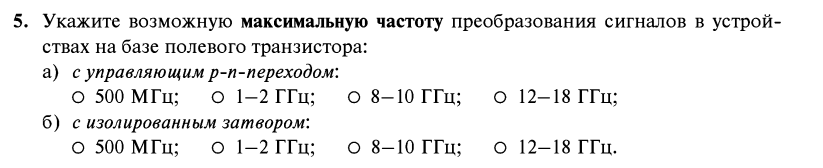 5. Укажите возможную максимальную частоту преобразования сигналов в устрой-
ствах на базе полевого транзистора:
а) с управляющим p-n-переходом:
○ 500 МГц; ○ 1–2 ГГц; ○ 8–10 ГГц; ○ 12–18 ГГц;
б) с изолированным затвором:
○ 500 МГц; ○ 1–2 ГГц; ○ 8–10 ГГц; ○ 12–18 ГГц.